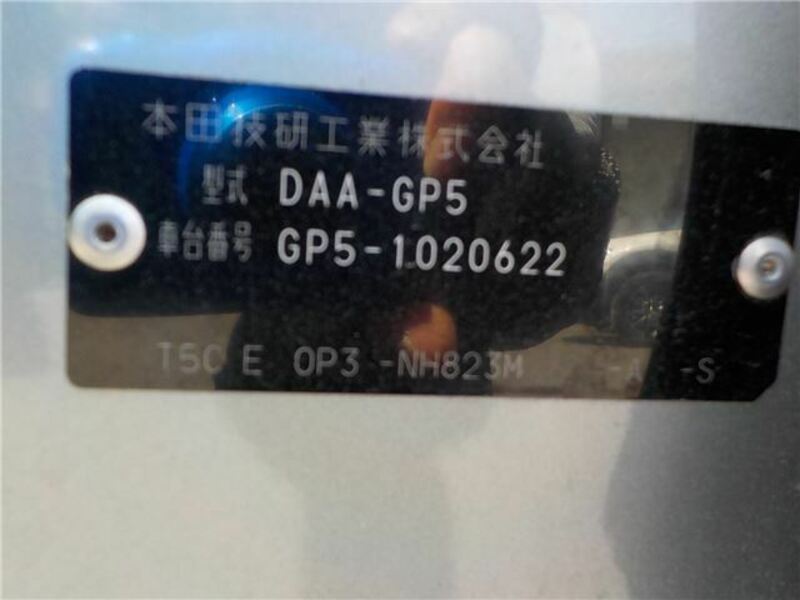 本田技研工業株式会社
型式 DAA-GP5
車台番号 GP5-1020622
T5C E OP3 -NH823M -A -S